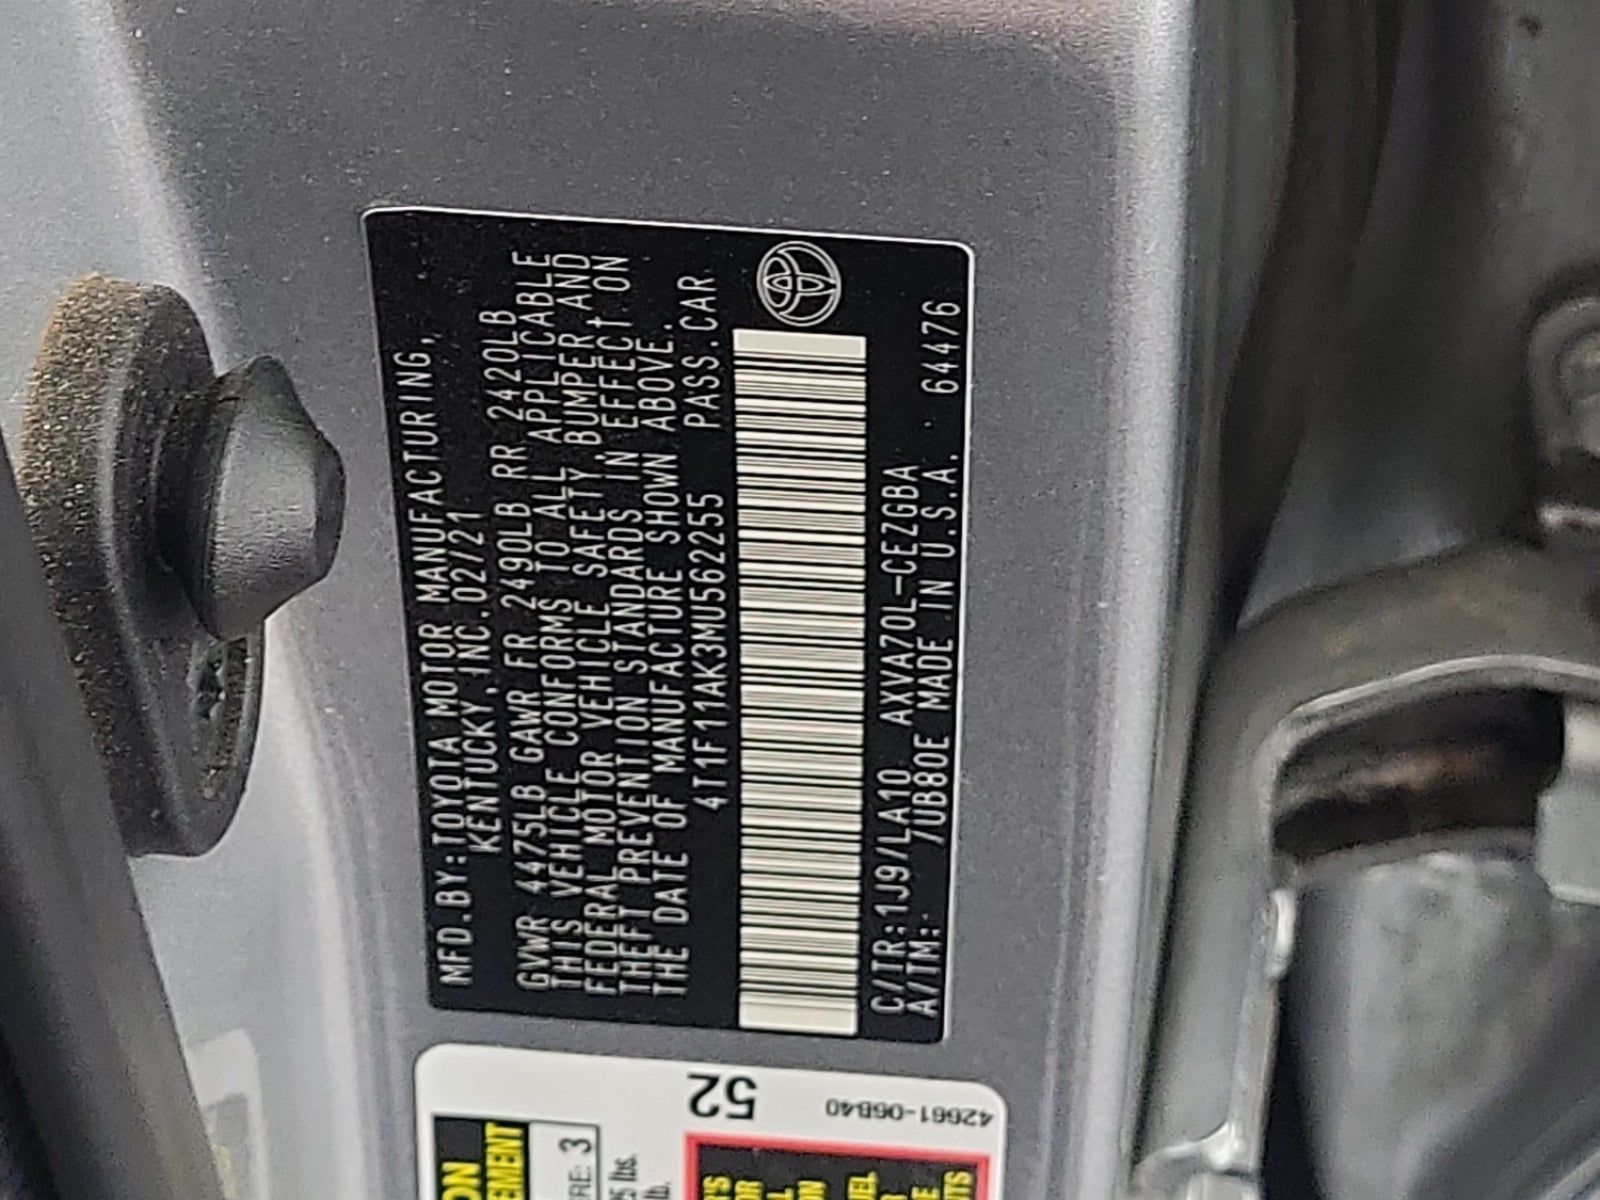 MFD.BY:TOYOTA MOTOR MANUFACTURING,
KENTUCKY,INC.02/21
GVWR 4475LB GAWR FR 2490LB RR 2420LB
THIS VEHICLE CONFORMS TO ALL APPLICABLE
FEDERAL MOTOR VEHICLE SAFETY,BUMPER,AND
THEFT PREVENTION STANDARDS IN EFFECT ON
THE DATE OF MANUFACTURE SHOWN ABOVE.
4T1F11AK3MU562255 PASS.CAR
C/TR:1J9/LA10 AXVA70L-CEZGBA
A/TM: 7UB80E MADE IN U.S.A. 64476
52
42661-06B40
3
lbs.